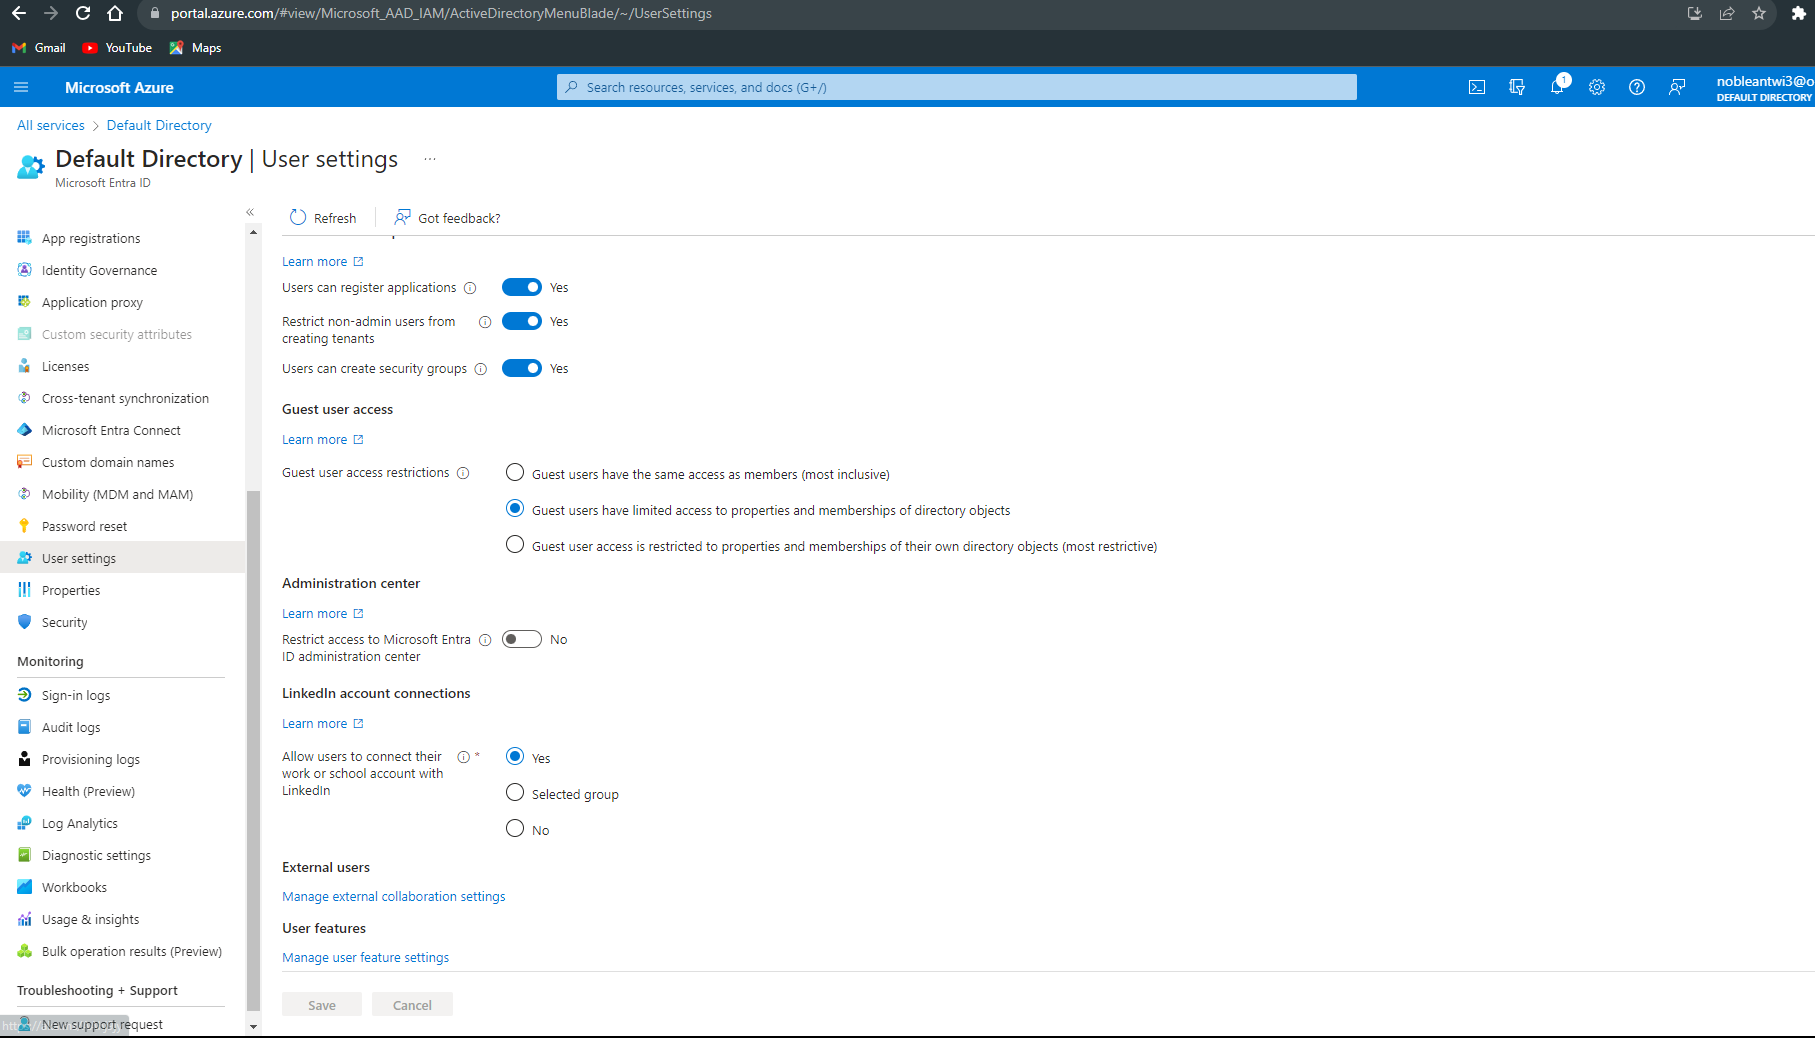 portal.azure.com/#view/Microsoft_AAD_IAM/ActiveDirectoryMenuBlade/~/UserSettings
Gmail YouTube Maps
Microsoft Azure
Search resources, services, and docs (G+/)
1
nobleantwi3@o
DEFAULT DIRECTORY
All services > Default Directory
Default Directory | User settings ...
Microsoft Entra ID
«
App registrations
Identity Governance
Application proxy
Custom security attributes
Licenses
Cross-tenant synchronization
Microsoft Entra Connect
Custom domain names
Mobility (MDM and MAM)
Password reset
User settings
Properties
Security
Monitoring
Sign-in logs
Audit logs
Provisioning logs
Health (Preview)
Log Analytics
Diagnostic settings
Workbooks
Usage & insights
Bulk operation results (Preview)
Troubleshooting + Support
New support request
Refresh
Got feedback?
Learn more
Users can register applications
Yes
Restrict non-admin users from
creating tenants
Yes
Users can create security groups
Yes
Guest user access
Learn more
Guest user access restrictions
Guest users have the same access as members (most inclusive)
Guest users have limited access to properties and memberships of directory objects
Guest user access is restricted to properties and memberships of their own directory objects (most restrictive)
Administration center
Learn more
Restrict access to Microsoft Entra
ID administration center
No
LinkedIn account connections
Learn more
Allow users to connect their
work or school account with
LinkedIn
*
Yes
Selected group
No
External users
Manage external collaboration settings
User features
Manage user feature settings
Save
Cancel